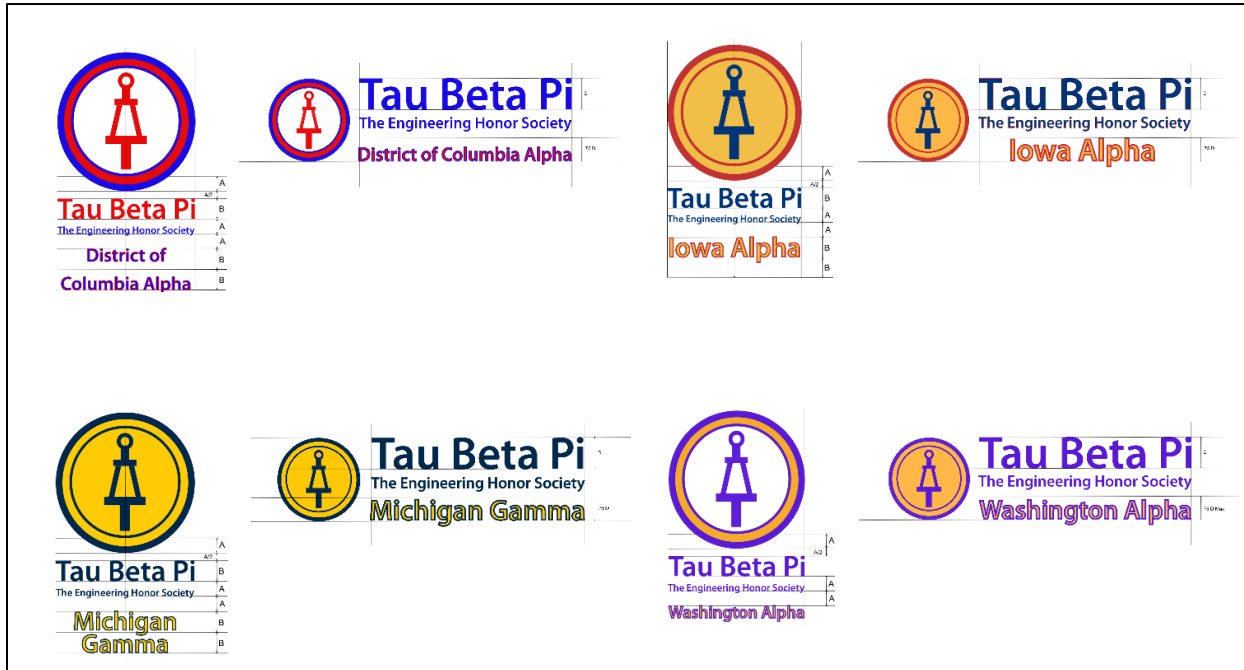 Tau Beta Pi
The Engineering Honor Society
District of
Columbia Alpha
A
A/2
B
A
A
B
B
Tau Beta Pi
The Engineering Honor Society
District of Columbia Alpha
Tau Beta Pi
The Engineering Honor Society
Iowa Alpha
A
A/2
B
A
A
B
B
Tau Beta Pi
The Engineering Honor Society
Iowa Alpha
Tau Beta Pi
The Engineering Honor Society
Michigan
Gamma
A
A/2
B
A
A
B
B
Tau Beta Pi
The Engineering Honor Society
Michigan Gamma
Tau Beta Pi
The Engineering Honor Society
Washington Alpha
A
A/2
A
A
Tau Beta Pi
The Engineering Honor Society
Washington Alpha